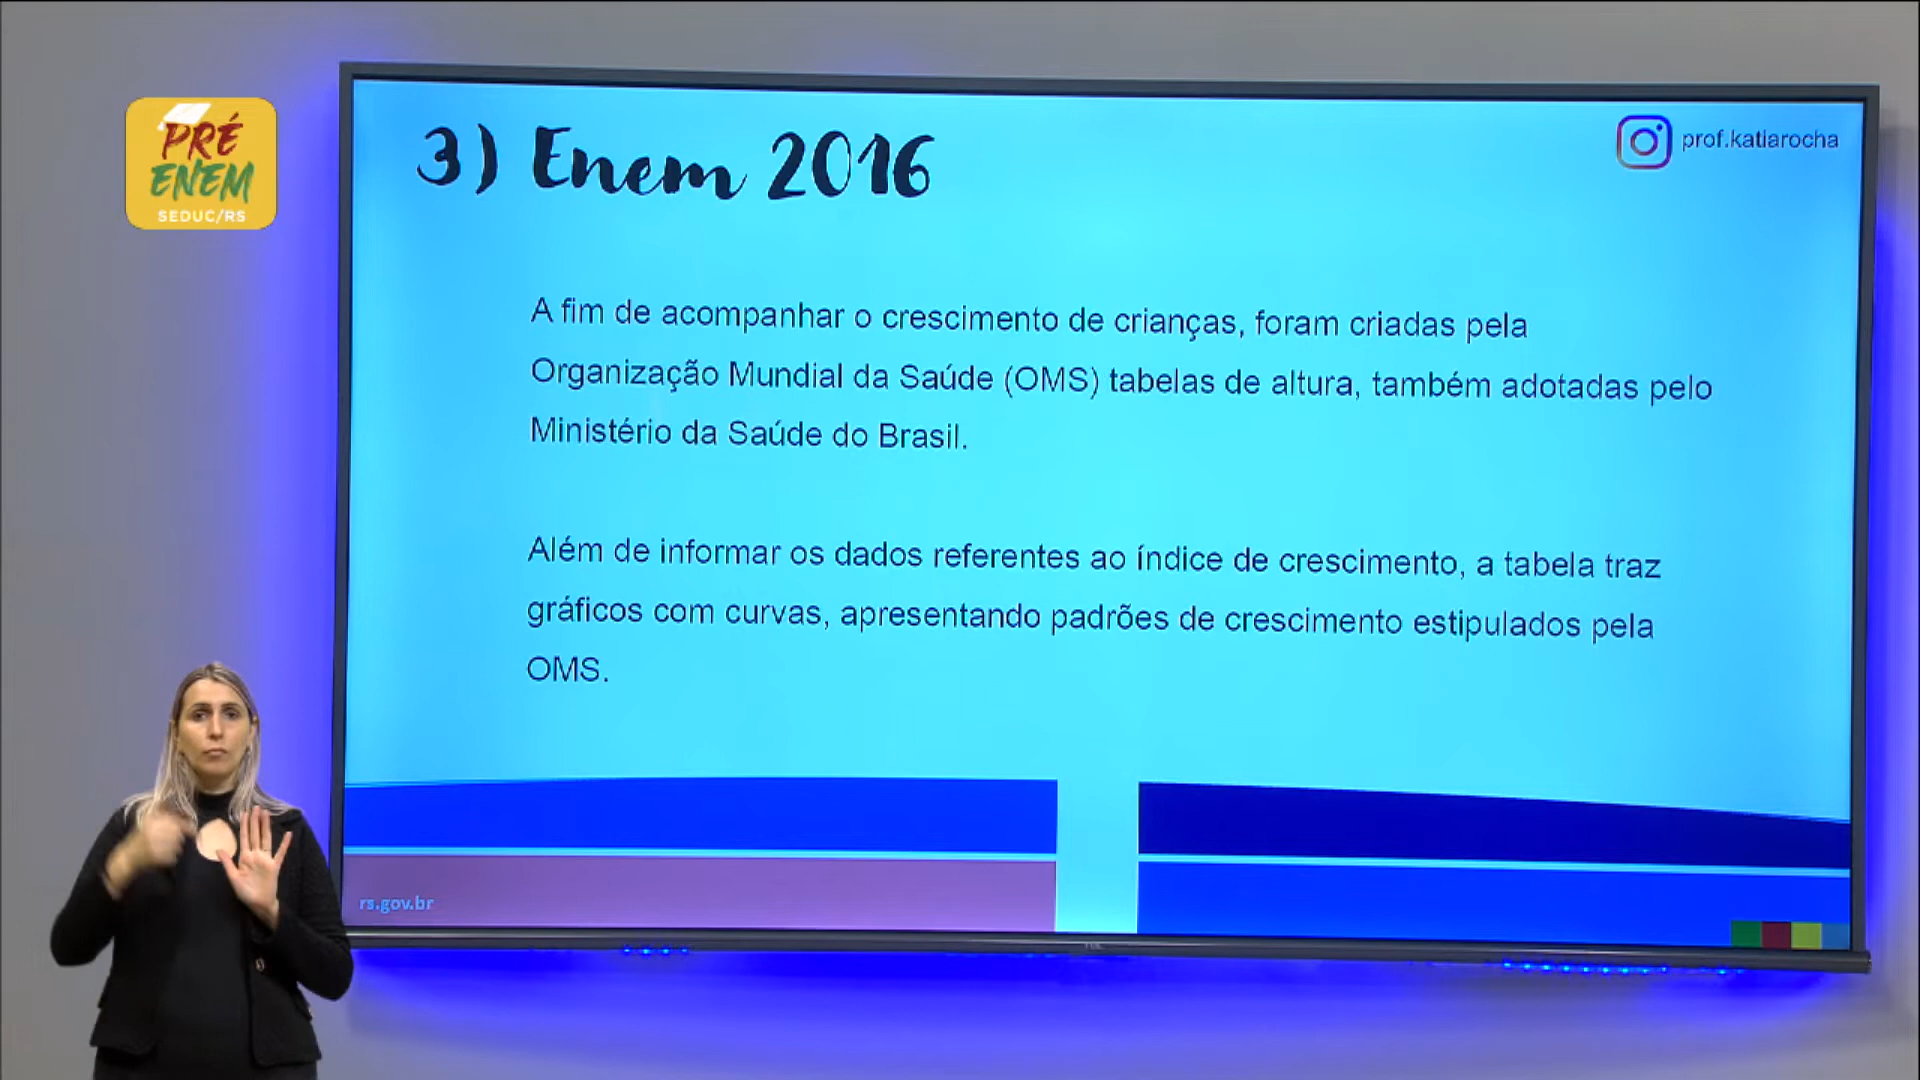 PRÉ
ENEM
SEDUC/RS
3) Enem 2016
prof.katiarocha
A fim de acompanhar o crescimento de crianças, foram criadas pela
Organização Mundial da Saúde (OMS) tabelas de altura, também adotadas pelo
Ministério da Saúde do Brasil.
Além de informar os dados referentes ao índice de crescimento, a tabela traz
gráficos com curvas, apresentando padrões de crescimento estipulados pela
OMS.
rs.gov.br